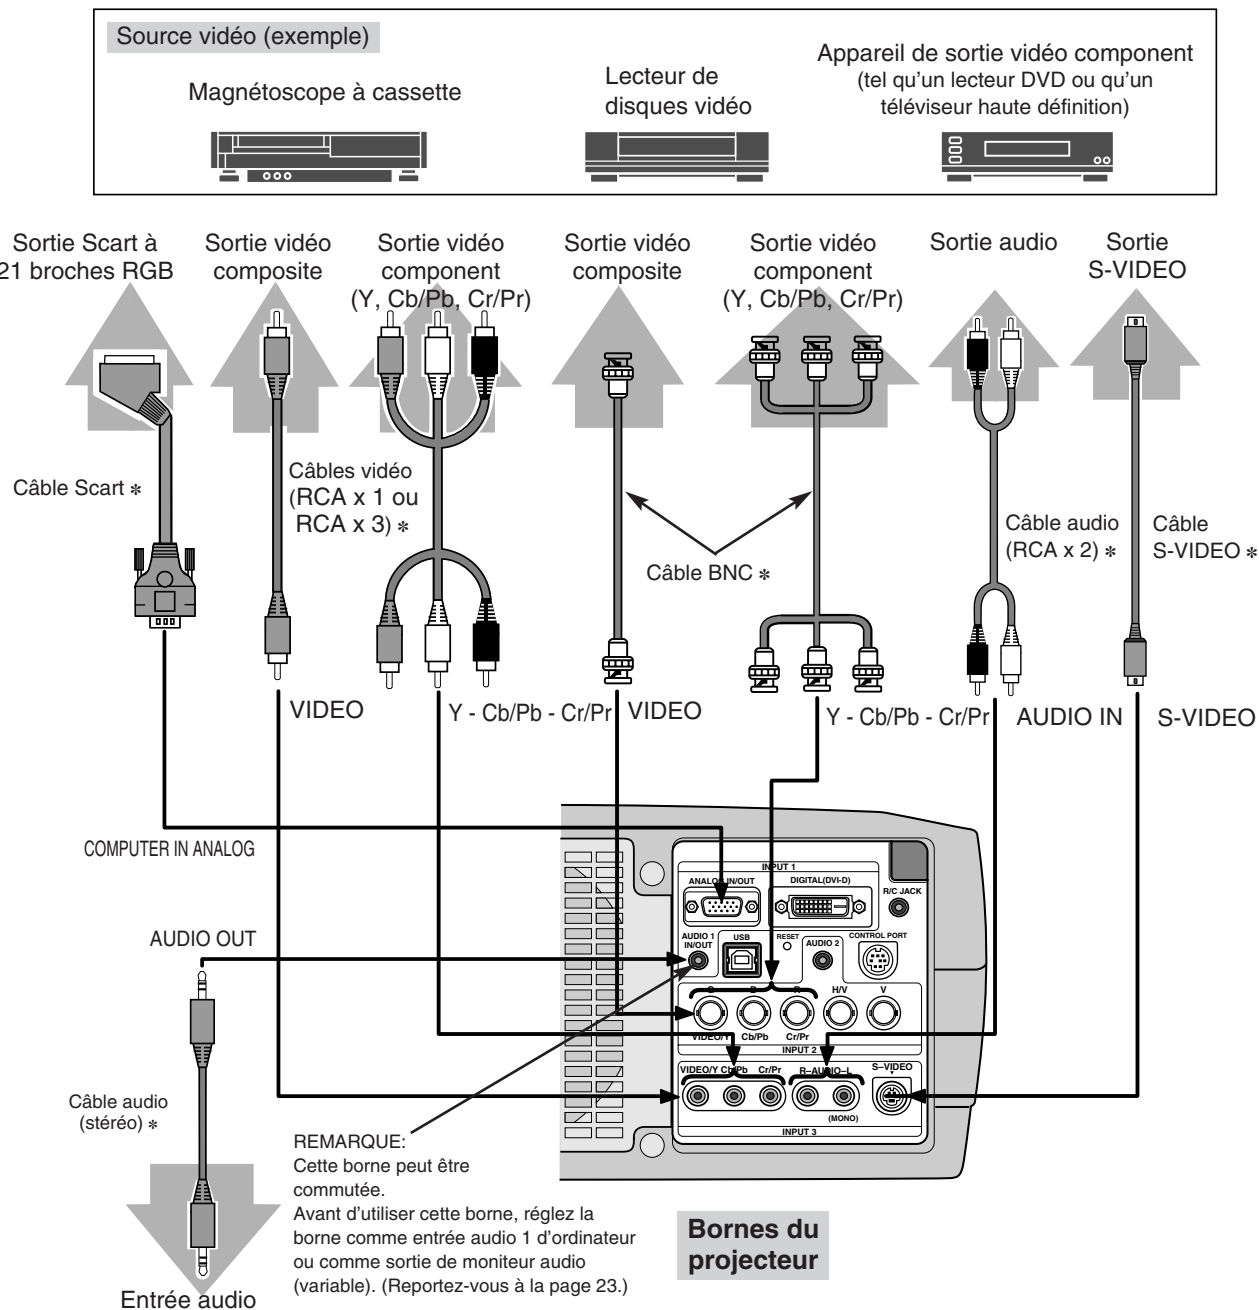 Source vidéo (exemple)
Magnétoscope à cassette
Lecteur de
disques vidéo
Appareil de sortie vidéo component
(tel qu'un lecteur DVD ou qu'un
téléviseur haute définition)
Sortie Scart à
21 broches RGB
Sortie vidéo
composite
Sortie vidéo
component
(Y, Cb/Pb, Cr/Pr)
Sortie vidéo
composite
Sortie vidéo
component
(Y, Cb/Pb, Cr/Pr)
Sortie audio
Sortie
S-VIDEO
Câble Scart *
Câbles vidéo
(RCA x 1 ou
RCA x 3) *
Câble BNC *
Câble audio
(RCA x 2) *
Câble
S-VIDEO *
VIDEO
Y - Cb/Pb - Cr/Pr
VIDEO
Y - Cb/Pb - Cr/Pr
AUDIO IN
S-VIDEO
COMPUTER IN ANALOG
INPUT 1
ANALOG IN/OUT
DIGITAL(DVI-D)
R/C JACK
AUDIO OUT
AUDIO 1
IN/OUT
USB
RESET
AUDIO 2
CONTROL PORT
G
B
R
H/V
V
VIDEO/Y
Cb/Pb
Cr/Pr
INPUT 2
VIDEO/Y Cb/Pb
Cr/Pr
R–AUDIO–L
S–VIDEO
(MONO)
INPUT 3
Câble audio
(stéréo) *
REMARQUE:
Cette borne peut être
commutée.
Avant d'utiliser cette borne, réglez la
borne comme entrée audio 1 d'ordinateur
ou comme sortie de moniteur audio
(variable). (Reportez-vous à la page 23.)
Bornes du
projecteur
Entrée audio